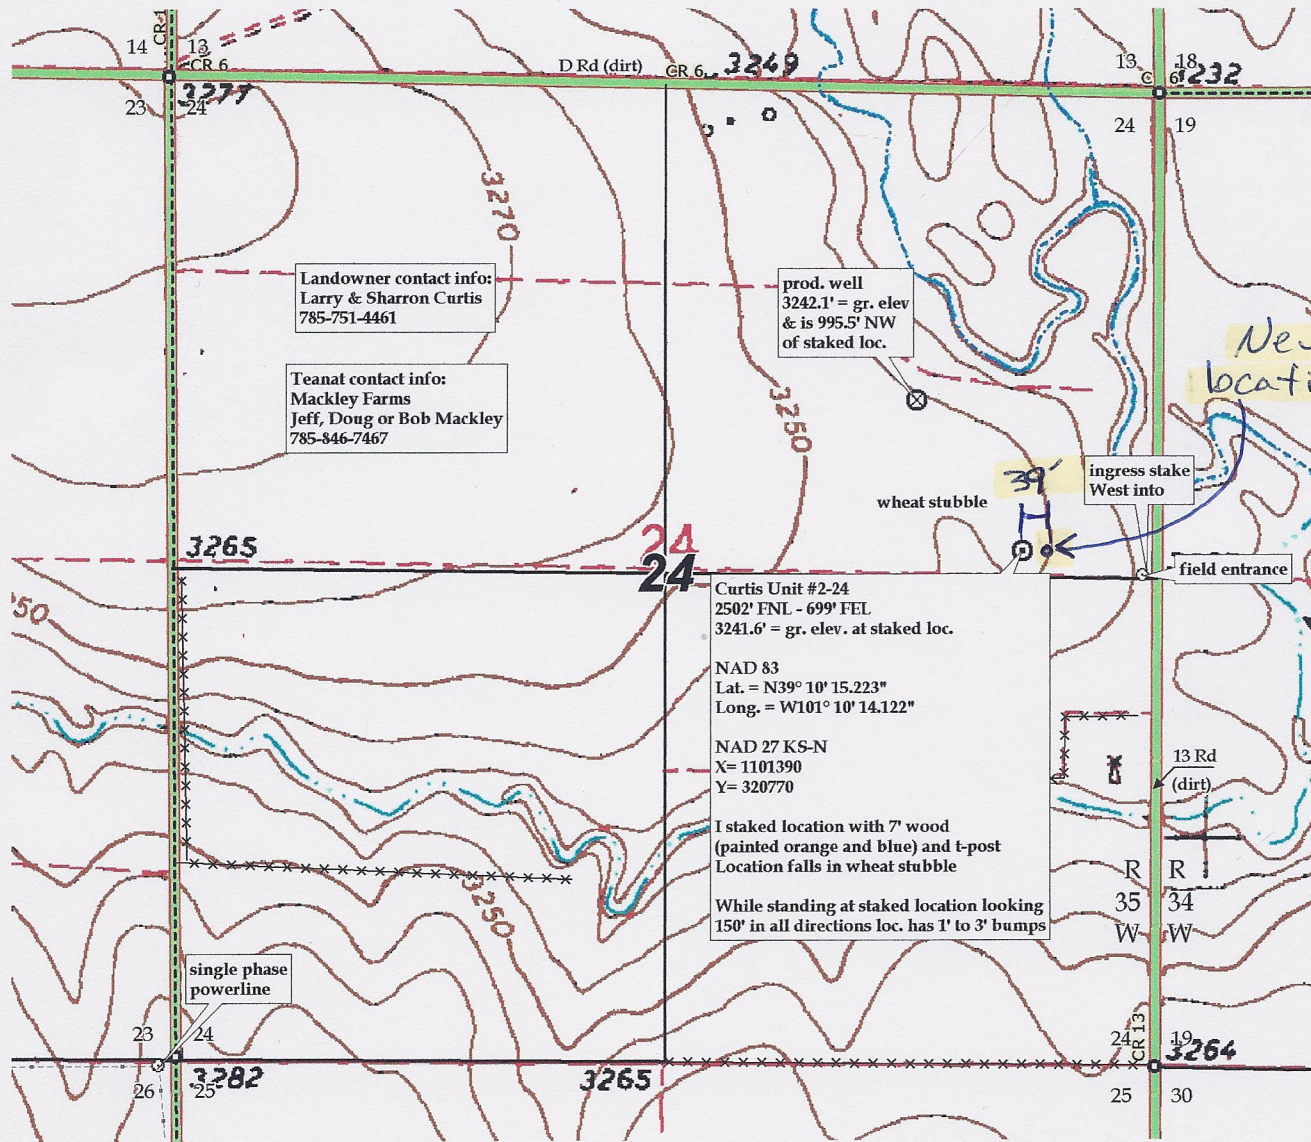 14
CR-1
13
CR 6
D Rd (dirt)
CR 6
3249
13
18
C 6
3232
23
3277
24
24
19
3270
Landowner contact info:
Larry & Sharron Curtis
785-751-4461
prod. well
3242.1' = gr. elev
& is 995.5' NW
of staked loc.
Teanat contact info:
Mackley Farms
Jeff, Doug or Bob Mackley
785-846-7467
3250
39'
ingress stake
West into
wheat stubble
3265
24
24
field entrance
50
Curtis Unit #2-24
2502' FNL - 699' FEL
3241.6' = gr. elev. at staked loc.
NAD 83
Lat. = N39° 10' 15.223"
Long. = W101° 10' 14.122"
NAD 27 KS-N
X= 1101390
Y= 320770
I staked location with 7' wood
(painted orange and blue) and t-post
Location falls in wheat stubble
While standing at staked location looking
150' in all directions loc. has 1' to 3' bumps
13 Rd
(dirt)
R R
35 34
W W
3250
single phase
powerline
23
24
24
CR 13
19
3282
3265
3264
26
25
25
30